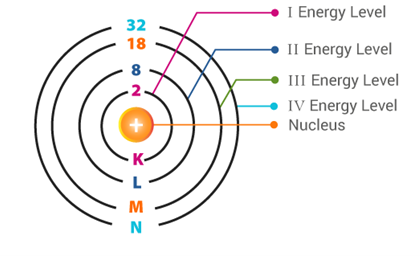 32
18
8
2
+
K
L
M
N
I Energy Level
II Energy Level
III Energy Level
IV Energy Level
Nucleus